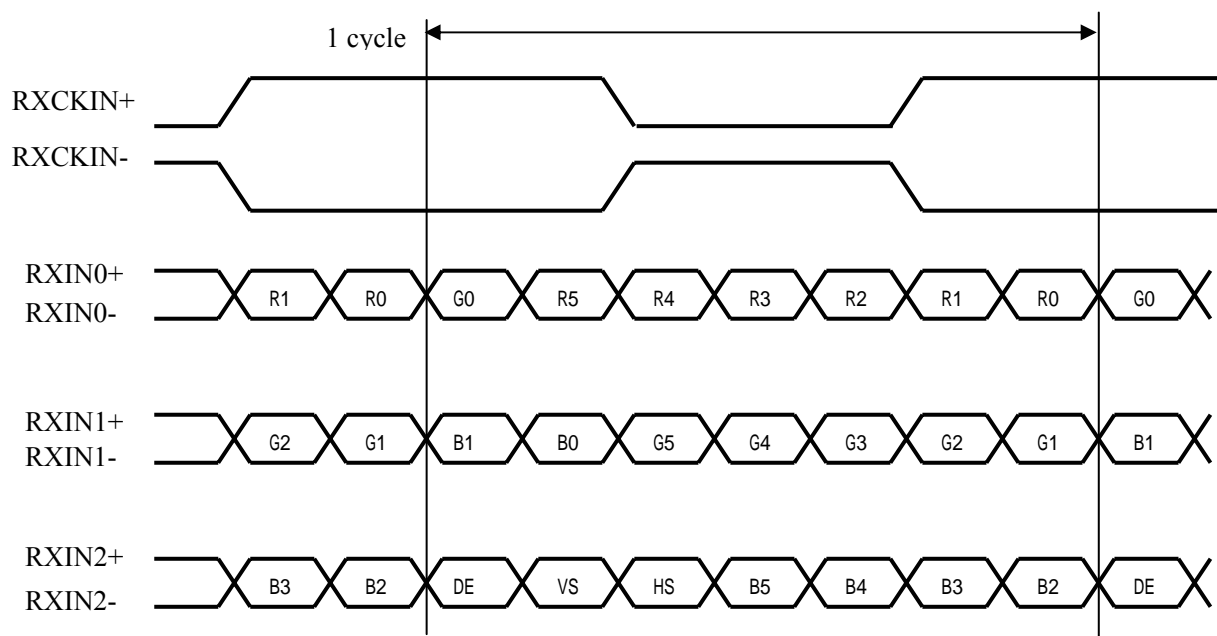 1 cycle
RXCKIN+
RXCKIN-
RXIN0+
RXIN0-
R1 R0 G0 R5 R4 R3 R2 R1 R0 G0
RXIN1+
RXIN1-
G2 G1 B1 B0 G5 G4 G3 G2 G1 B1
RXIN2+
RXIN2-
B3 B2 DE VS HS B5 B4 B3 B2 DE